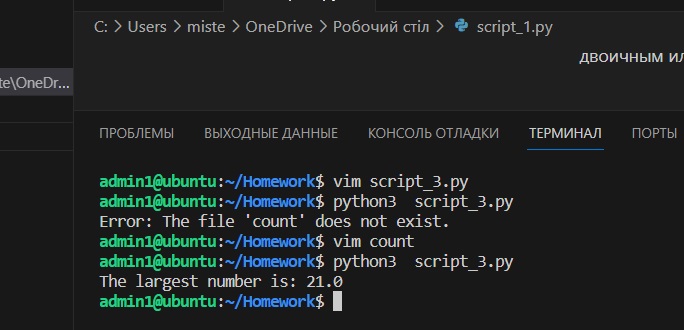 C: > Users > miste > OneDrive > Робочий стіл > script_1.py
двоичным ил
te\OneDr...
ПРОБЛЕМЫ ВЫХОДНЫЕ ДАННЫЕ КОНСОЛЬ ОТЛАДКИ ТЕРМИНАЛ ПОРТЫ
admin1@ubuntu:~/Homework$ vim script_3.py
admin1@ubuntu:~/Homework$ python3  script_3.py
Error: The file 'count' does not exist.
admin1@ubuntu:~/Homework$ vim count
admin1@ubuntu:~/Homework$ python3  script_3.py
The largest number is: 21.0
admin1@ubuntu:~/Homework$